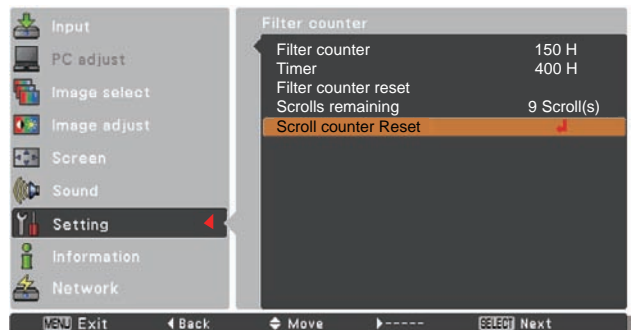 Input
PC adjust
Image select
Image adjust
Screen
Sound
Setting
Information
Network
Filter counter
Filter counter 150 H
Timer 400 H
Filter counter reset
Scrolls remaining 9 Scroll(s)
Scroll counter Reset
MENU Exit Back Move ----- SELECT Next